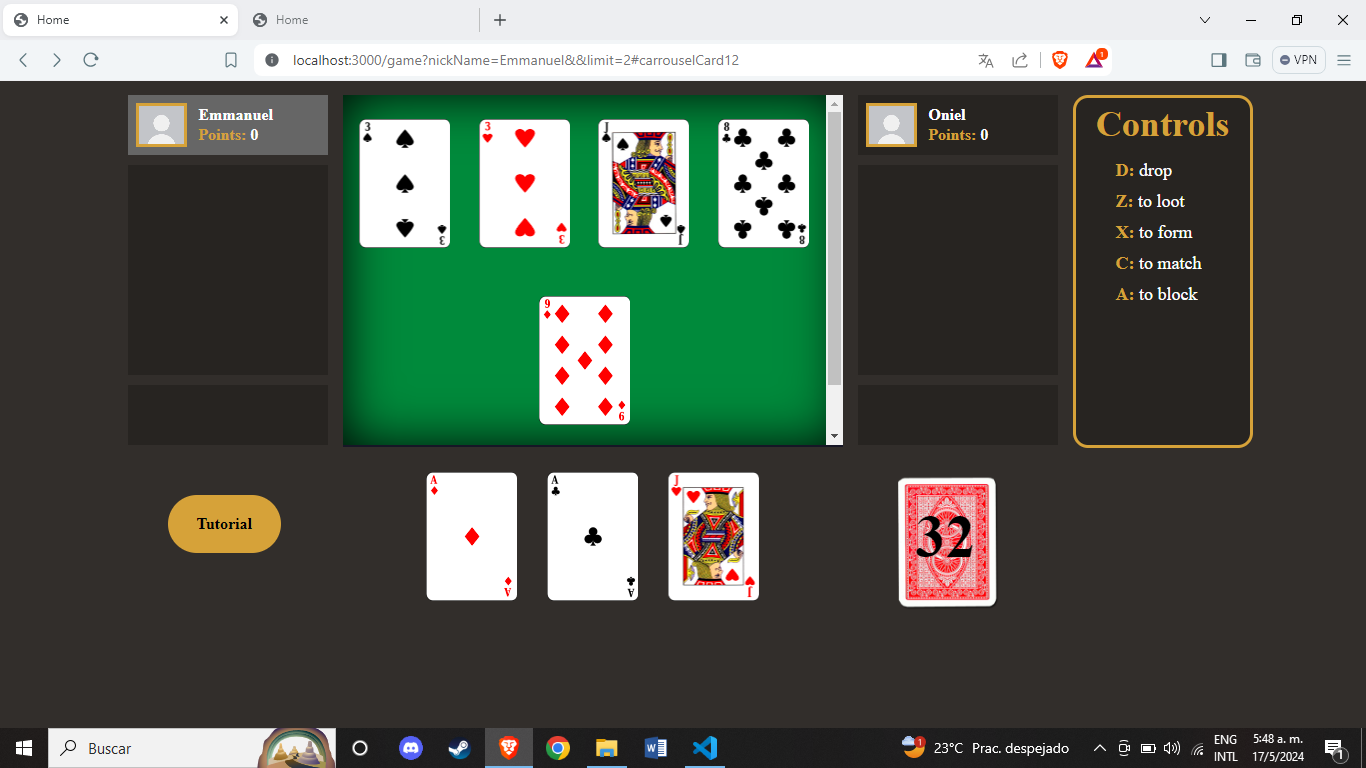 Home
Home
localhost:3000/game?nickName=Emmanuel&&limit=2#carrouselCard12
1
VPN
Emmanuel
Points: 0
3
3
J
8
3
3
J
8
9
9
Oniel
Points: 0
Controls
D: drop
Z: to loot
X: to form
C: to match
A: to block
Tutorial
A
A
J
A
A
J
32
Buscar
1
23°C Prac. despejado
ENG
INTL
5:48 a. m.
17/5/2024
1